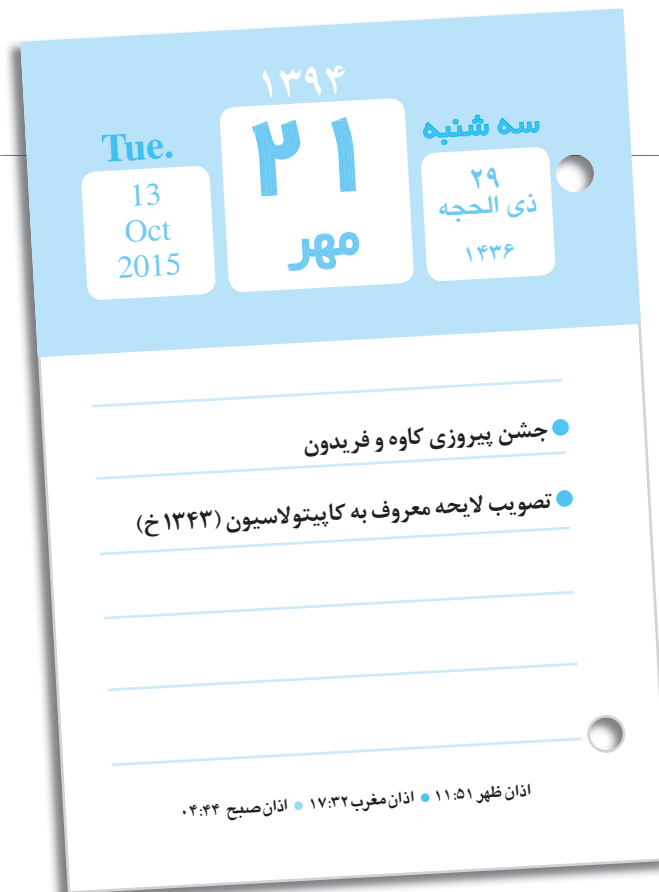 ۱۳۹۴
سه شنبه
۲۱
مهر
۲۹
ذی الحجه
۱۴۳۶
Tue.
13
Oct
2015
جشن پیروزی کاوه و فریدون
تصویب لایحه معروف به کاپیتولاسیون (۱۳۴۳ خ)
اذان ظهر ۱۱:۵۱ اذان مغرب ۱۷:۳۲ اذان صبح ۰۴:۴۴